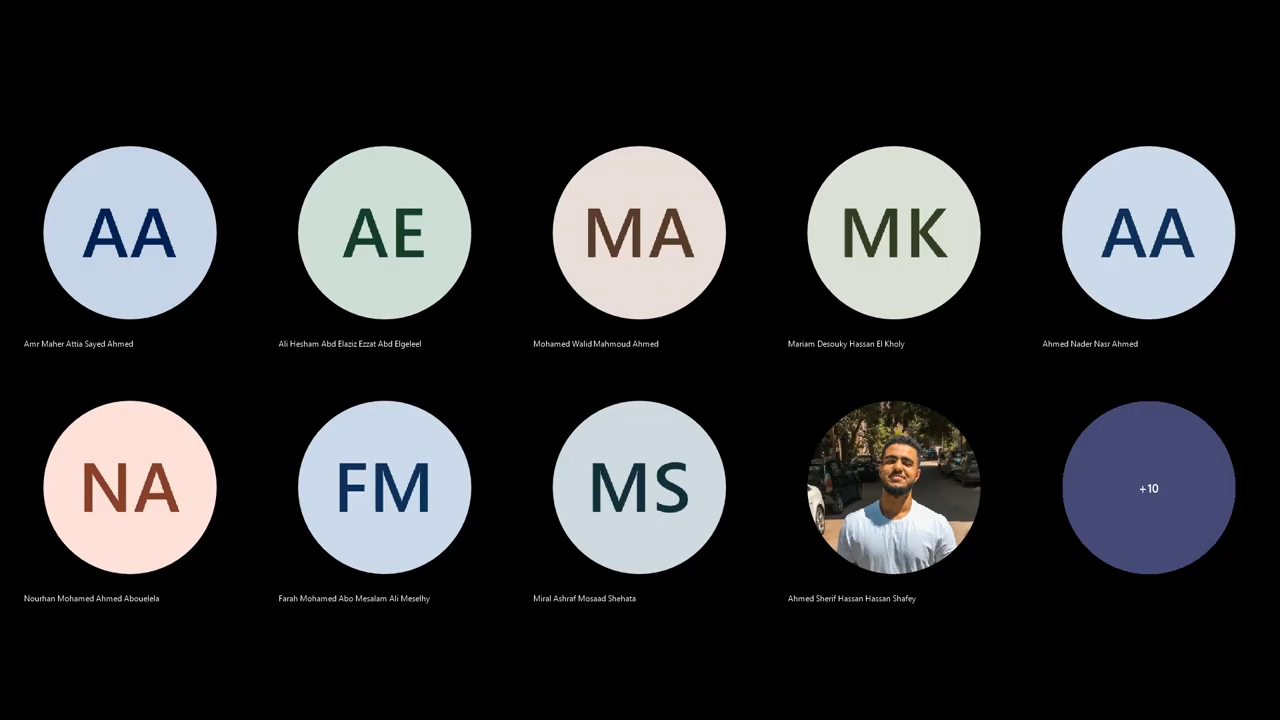 AA
AE
MA
MK
AA
Amr Maher Attia Sayed Ahmed
Ali Hesham Abd Elaziz Ezzat Abd Elgeleel
Mohamed Walid Mahmoud Ahmed
Mariam Desouky Hassan El Kholy
Ahmed Nader Nasr Ahmed
NA
FM
MS
+10
Nourhan Mohamed Ahmed Abouelela
Farah Mohamed Abo Mesalam Ali Meselhy
Miral Ashraf Mosaad Shehata
Ahmed Sherif Hassan Hassan Shafey